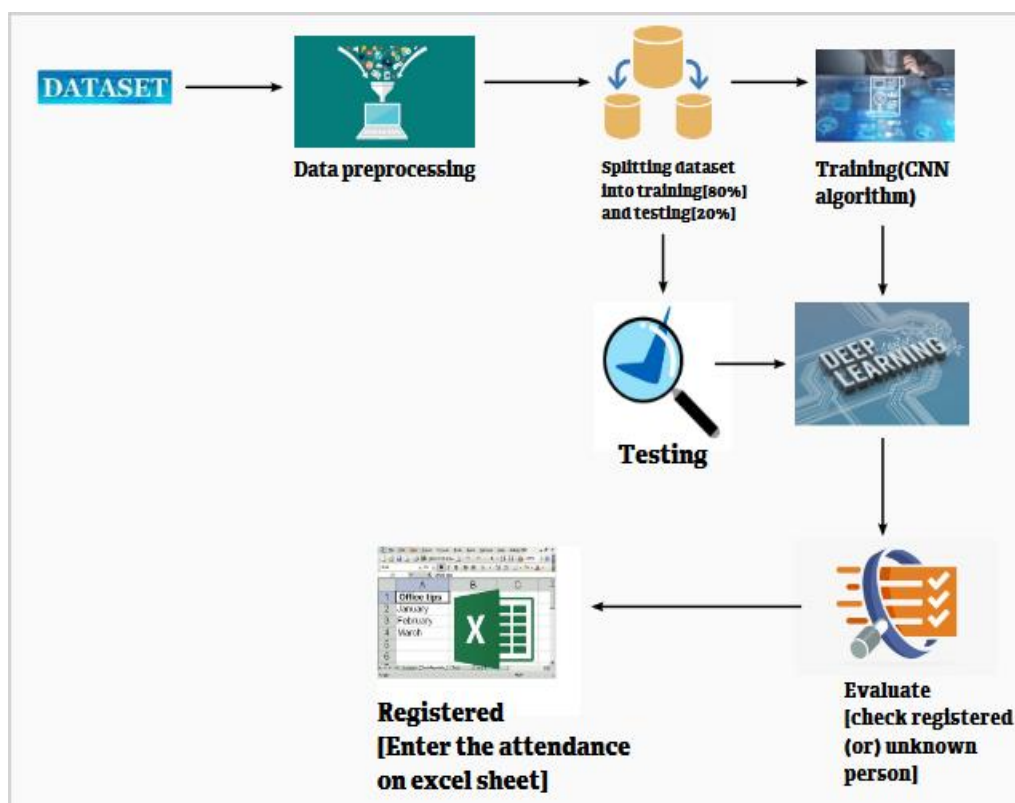 DATASET
Data preprocessing
Splitting dataset
into training[80%]
and testing[20%]
Training(CNN
algorithm)
Testing
DEEP
LEARNING
A B C
1 Office tips
2 January
3 February
4 March
5
6
X
Registered
[Enter the attendance
on excel sheet]
Evaluate
[check registered
(or) unknown
person]